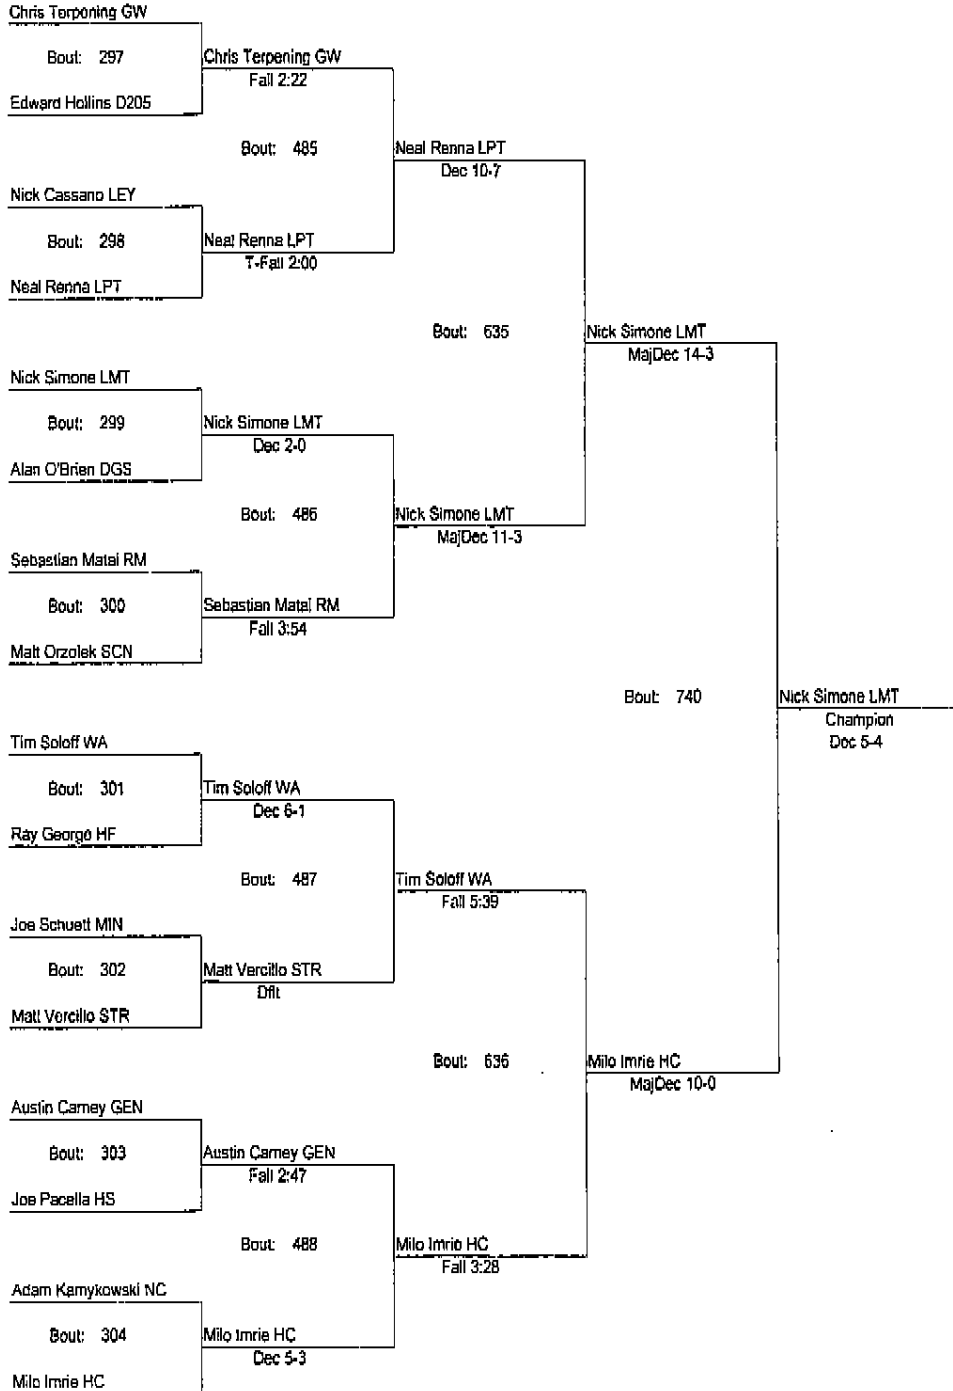 Chris Terpening GW
Bout: 297
Chris Terpening GW
Fall 2:22
Edward Hollins D205
Bout: 485
Neal Renna LPT
Dec 10-7
Nick Cassano LEY
Bout: 298
Neal Renna LPT
T-Fall 2:00
Neal Renna LPT
Bout: 635
Nick Simone LMT
MajDec 14-3
Nick Simone LMT
Bout: 299
Nick Simone LMT
Dec 2-0
Alan O'Brien DGS
Bout: 486
Nick Simone LMT
MajDec 11-3
Sebastian Matai RM
Bout: 300
Sebastian Matai RM
Fall 3:54
Matt Orzolek SCN
Bout: 740
Nick Simone LMT
Champion
Dec 5-4
Tim Soloff WA
Bout: 301
Tim Soloff WA
Dec 6-1
Ray George HF
Bout: 487
Tim Soloff WA
Fall 5:39
Joe Schuett MIN
Bout: 302
Matt Vercillo STR
Dflt
Matt Vercillo STR
Bout: 636
Milo Imrie HC
MajDec 10-0
Austin Carney GEN
Bout: 303
Austin Carney GEN
Fall 2:47
Joe Pacella HS
Bout: 488
Milo Imrie HC
Fall 3:28
Adam Kamykowski NC
Bout: 304
Milo Imrie HC
Dec 5-3
Milo Imrie HC